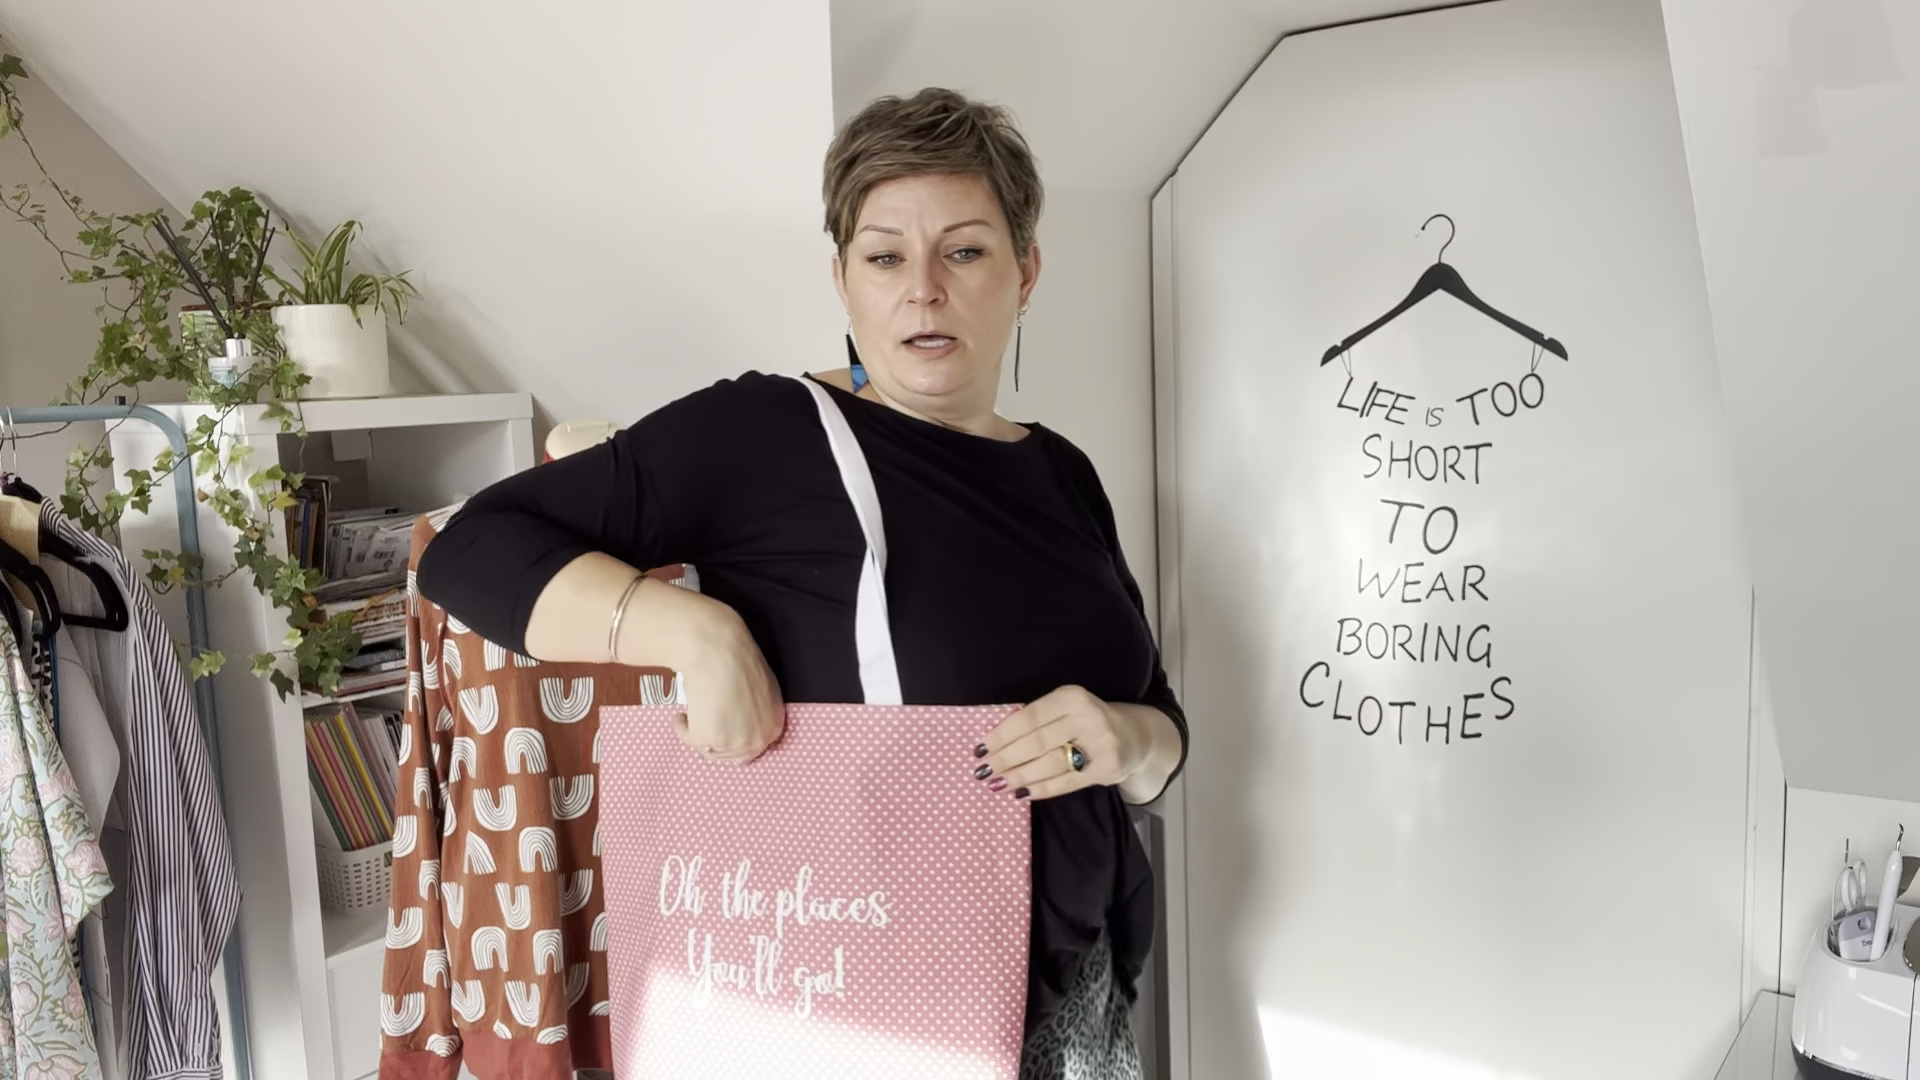 LIFE IS TOO
SHORT
TO
WEAR
BORING
CLOTHES
Oh the places
You'll go!